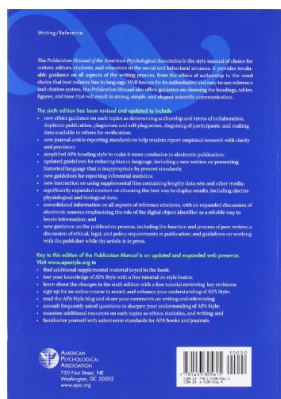 Writing/Reference
The Publication Manual of the American Psychological Association is the style manual of choice for
writers, editors, students, and educators in the social and behavioral sciences. It provides invalu-
able guidance on all aspects of the writing process, from the ethics of authorship to the word
choice that best reduces bias in language. Well-known for its authoritative and easy-to-use reference
and citation system, the Publication Manual also offers guidance on choosing the headings, tables,
figures, and tone that will result in strong, simple, and elegant scientific communication.
The sixth edition has been revised and updated to include
• new ethics guidance on such topics as determining authorship and terms of collaboration,
duplicate publication, plagiarism and self-plagiarism, disguising of participants, and making
data available to others for verification;
• new journal article reporting standards to help readers report empirical research with clarity
and precision;
• simplified APA heading style to make it more conducive to electronic publication;
• updated guidelines for reducing bias in language, including a new section on presenting
historical language that is inappropriate by present standards;
• new guidelines for reporting inferential statistics;
• new instruction on using supplemental files containing lengthy data sets and other media;
• significantly expanded content on choosing the best way to display results, including electro-
physiological and biological data;
• consolidated information on all aspects of reference citations, with an expanded discussion of
electronic sources emphasizing the role of the digital object identifier as a reliable way to
locate information; and
• new guidance on the publication process, including the function and process of peer review; a
discussion of ethical, legal, and policy requirements in publication; and guidelines on working
with the publisher while the article is in press.
Key to this edition of the Publication Manual is an updated and expanded web presence.
Visit www.apastyle.org to
• find additional supplemental material keyed to the book;
• test your knowledge of APA Style with a free tutorial on style basics;
• learn about the changes in the sixth edition with a free tutorial reviewing key revisions;
• sign up for an online course to enrich and enhance your understanding of APA Style;
• read the APA Style blog and share your comments on writing and referencing;
• consult frequently asked questions to sharpen your understanding of APA Style;
• examine additional resources on such topics as ethics, statistics, and writing; and
• familiarize yourself with submission standards for APA books and journals.
AMERICAN
PSYCHOLOGICAL
ASSOCIATION
750 First Street, NE
Washington, DC 20002
www.apa.org
90000